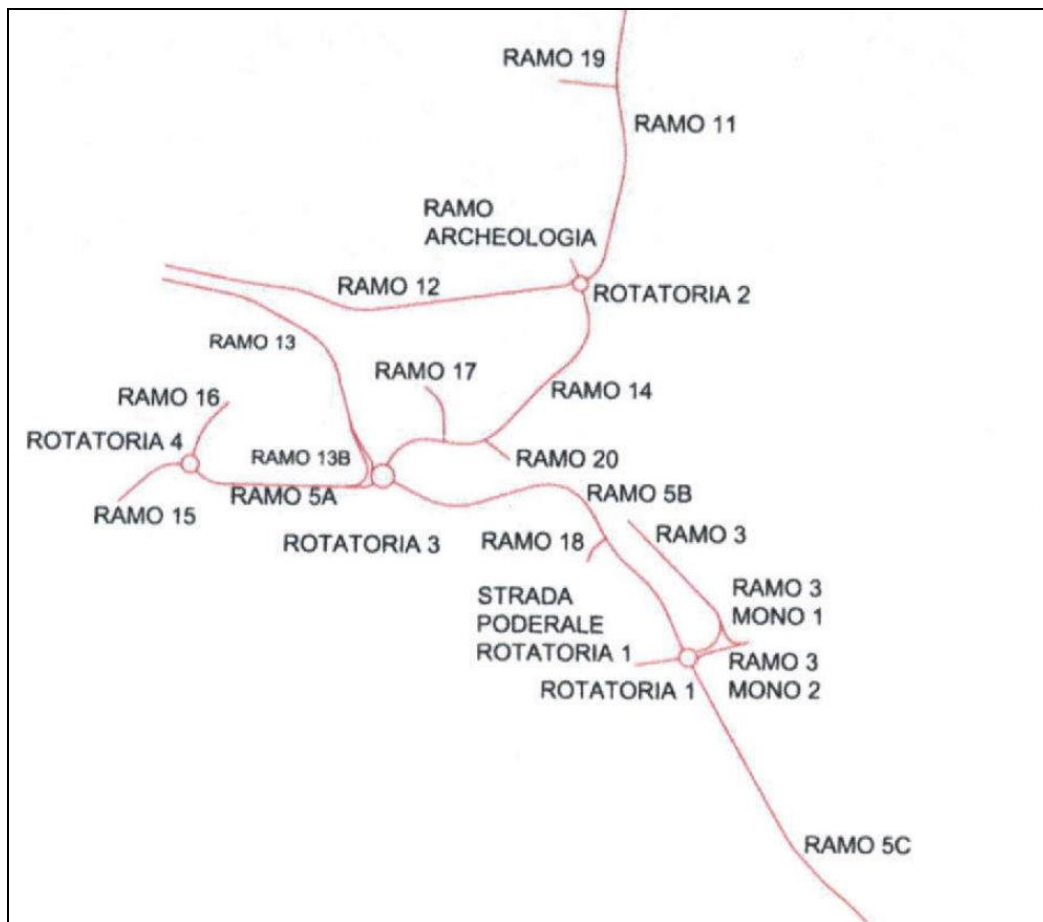 RAMO 19
RAMO 11
RAMO
ARCHEOLOGIA
RAMO 12
ROTATORIA 2
RAMO 13
RAMO 17
RAMO 14
RAMO 16
ROTATORIA 4
RAMO 13B
RAMO 20
RAMO 5A
RAMO 5B
RAMO 15
ROTATORIA 3
RAMO 18
RAMO 3
STRADA
PODERALE
ROTATORIA 1
RAMO 3
MONO 1
ROTATORIA 1
RAMO 3
MONO 2
RAMO 5C